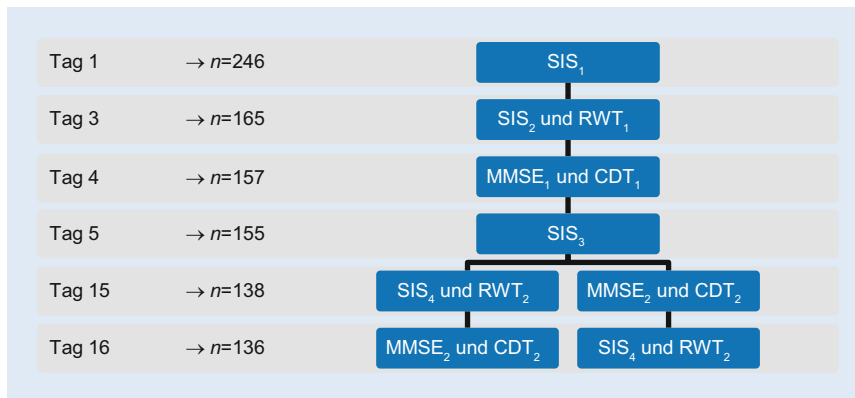 Tag 1 → n=246 SIS₁
Tag 3 → n=165 SIS₂ und RWT₁
Tag 4 → n=157 MMSE₁ und CDT₁
Tag 5 → n=155 SIS₃
Tag 15 → n=138 SIS₄ und RWT₂ MMSE₂ und CDT₂
Tag 16 → n=136 MMSE₂ und CDT₂ SIS₄ und RWT₂